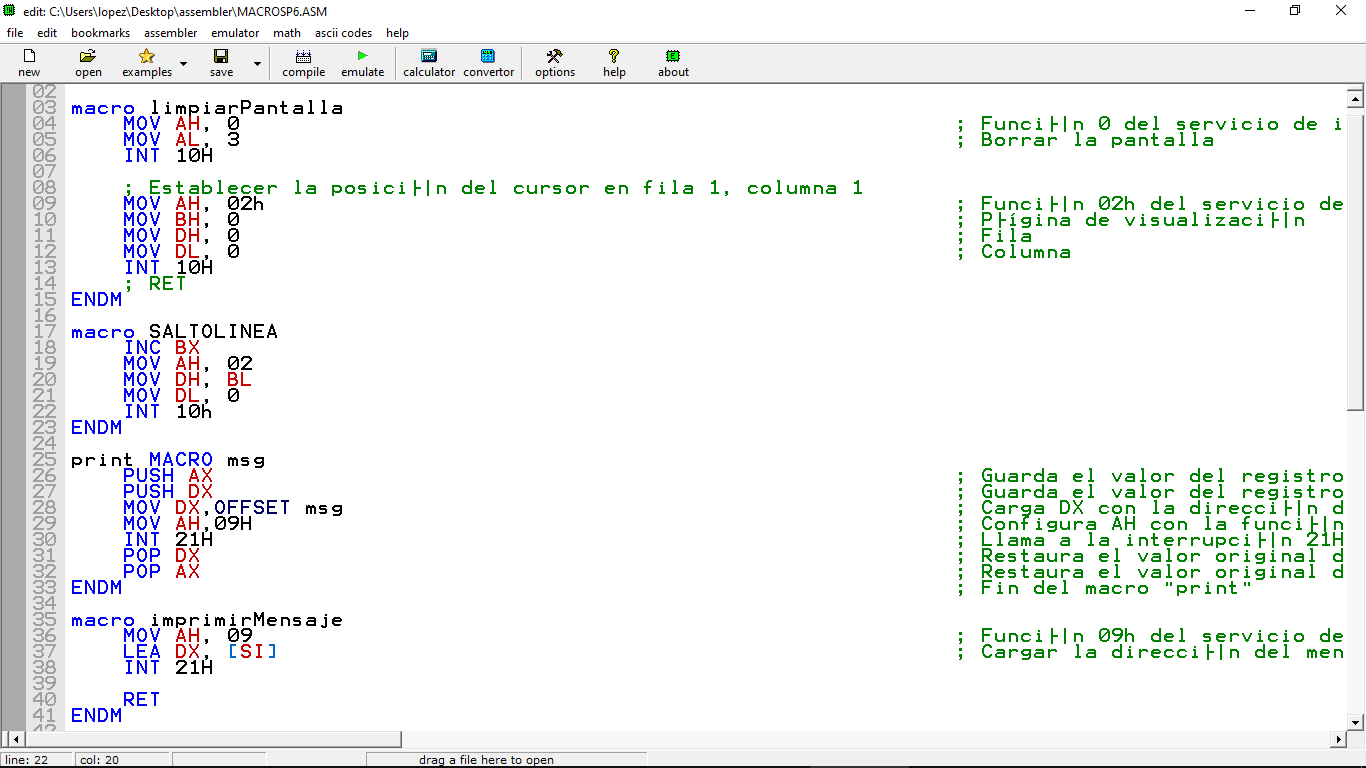 edit: C:\Users\lopez\Desktop\assembler\MACROSP6.ASM
file edit bookmarks assembler emulator math ascii codes help
new open examples save compile emulate calculator convertor options help about
02
03 macro limpiarPantalla
04 MOV AH, 0 ; Funci├│n 0 del servicio de i
05 MOV AL, 3 ; Borrar la pantalla
06 INT 10H
07
08 ; Establecer la posici├│n del cursor en fila 1, columna 1
09 MOV AH, 02h ; Funci├│n 02h del servicio de
10 MOV BH, 0 ; P├ígina de visualizaci├│n
11 MOV DH, 0 ; Fila
12 MOV DL, 0 ; Columna
13 INT 10H
14 ; RET
15 ENDM
16
17 macro SALTOLINEA
18 INC BX
19 MOV AH, 02
20 MOV DH, BL
21 MOV DL, 0
22 INT 10h
23 ENDM
24
25 print MACRO msg
26 PUSH AX ; Guarda el valor del registro
27 PUSH DX ; Guarda el valor del registro
28 MOV DX,OFFSET msg ; Carga DX con la direcci├│n d
29 MOV AH,09H ; Configura AH con la funci├│n
30 INT 21H ; Llama a la interrupci├│n 21H
31 POP DX ; Restaura el valor original d
32 POP AX ; Restaura el valor original d
33 ENDM ; Fin del macro "print"
34
35 macro imprimirMensaje
36 MOV AH, 09 ; Funci├│n 09h del servicio de
37 LEA DX, [SI] ; Cargar la direcci├│n del men
38 INT 21H
39
40 RET
41 ENDM
line: 22 col: 20 drag a file here to open